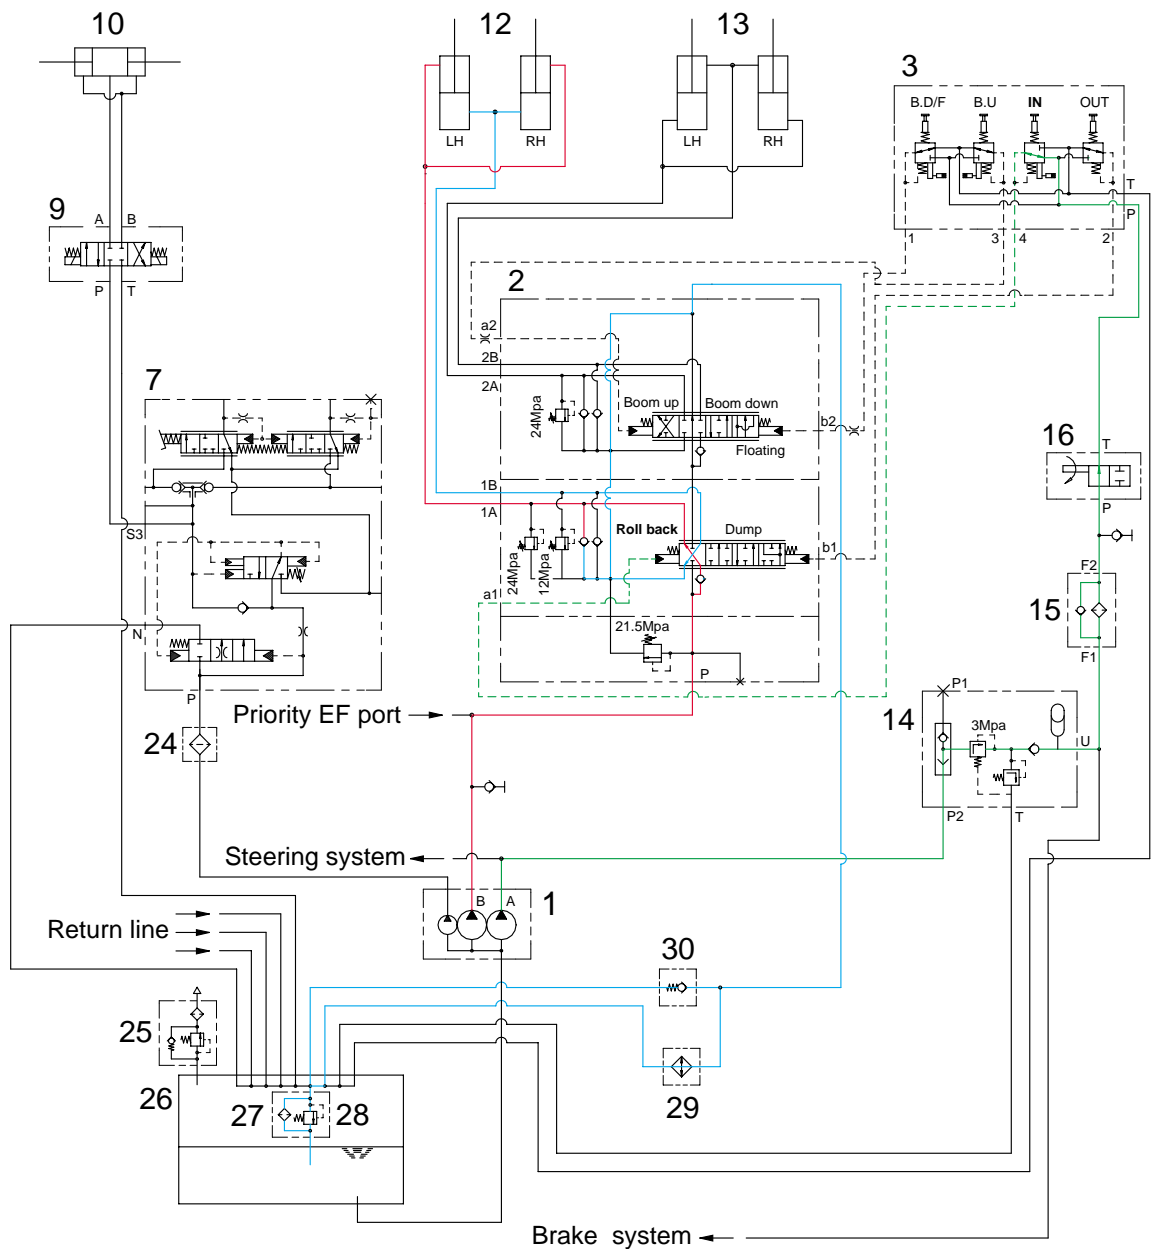 10
12
13
3
B.D/F B.U IN OUT
LH RH
LH RH
T
P
1 3 4 2
9
A B
P T
2
a2
2B
2A
24Mpa
Boom up Boom down
b2
Floating
7
16
T
P
1B
1A
Roll back Dump
b1
S3
24Mpa
12Mpa
a1
F2
15
F1
N
21.5Mpa
P
P
P1
14
3Mpa
U
Priority EF port
24
P2 T
Steering system
B A
1
Return line
30
25
26
27 28
29
Brake system